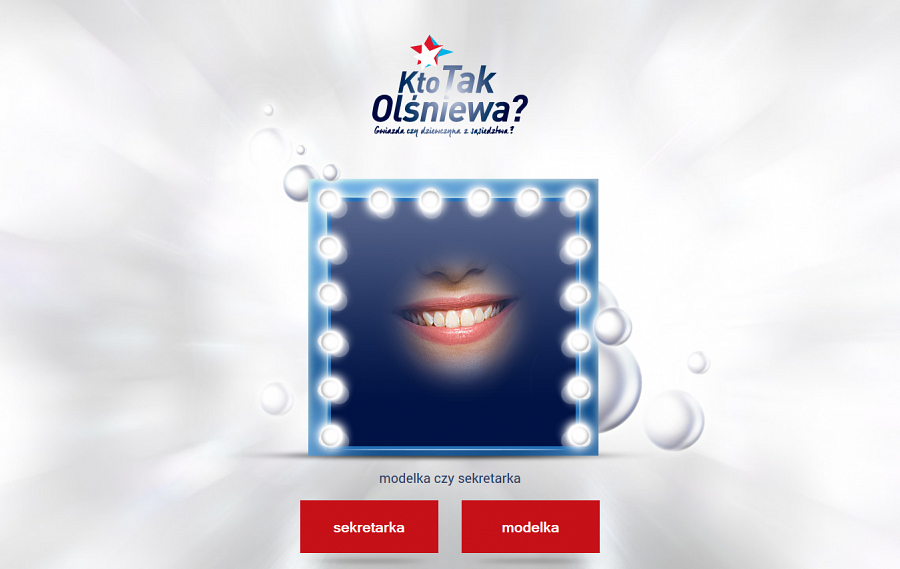 Kto Tak
Olśniewa?
Gwiazda czy dziewczyna z sąsiedztwa?
modelka czy sekretarka
sekretarka
modelka